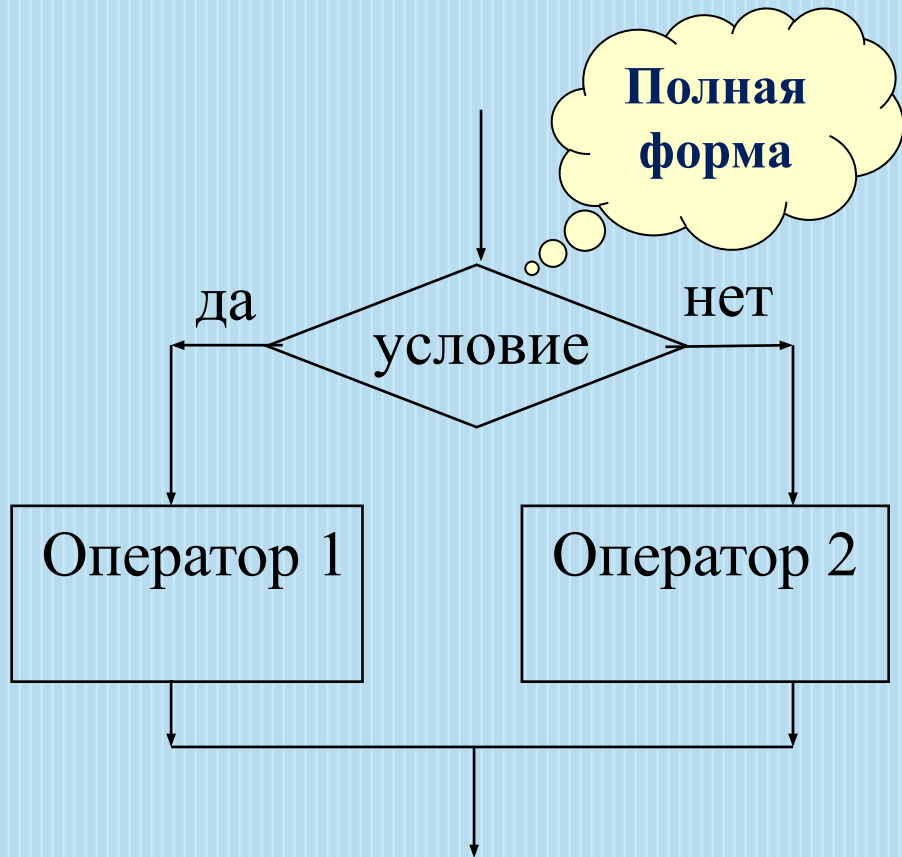 Полная
форма
да
нет
условие
Оператор 1
Оператор 2